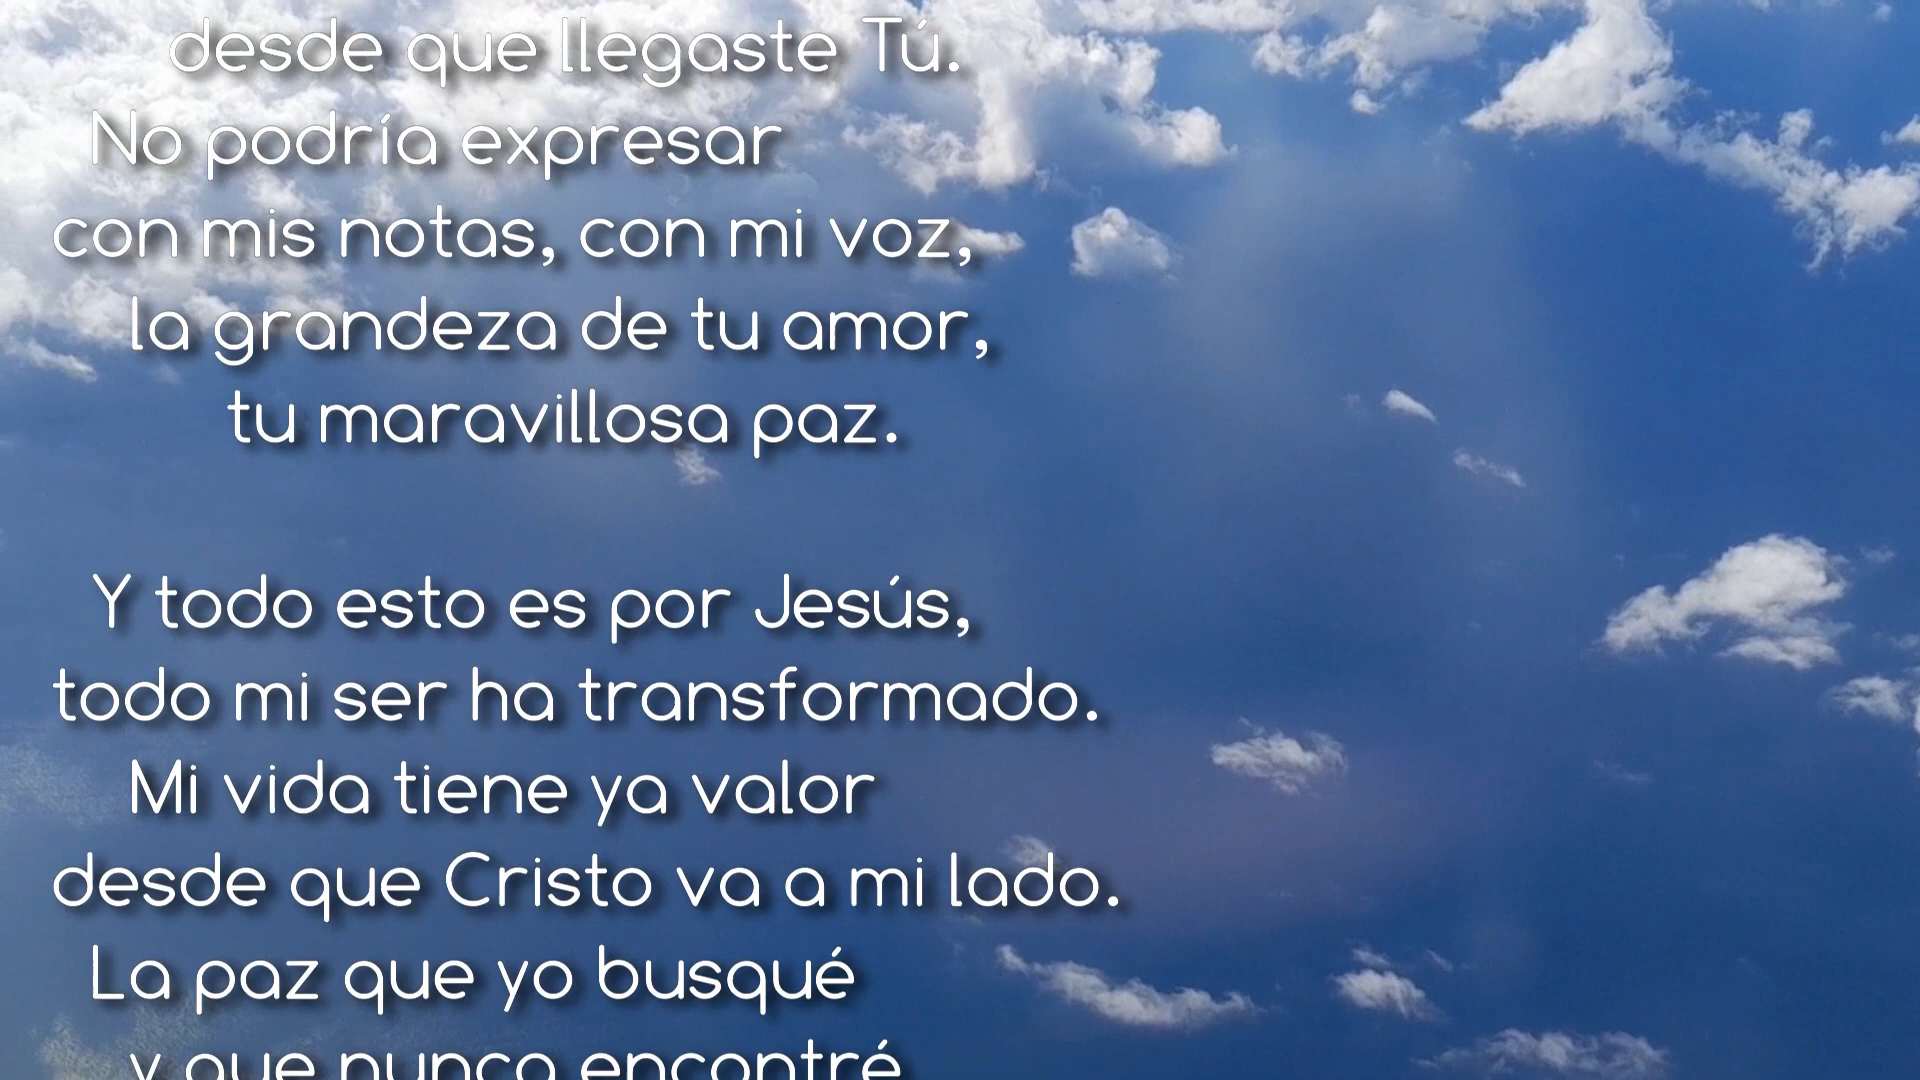 desde que llegaste Tú.
No podría expresar
con mis notas, con mi voz,
la grandeza de tu amor,
tu maravillosa paz.
Y todo esto es por Jesús,
todo mi ser ha transformado.
Mi vida tiene ya valor
desde que Cristo va a mi lado.
La paz que yo busqué
y que nunca encontré